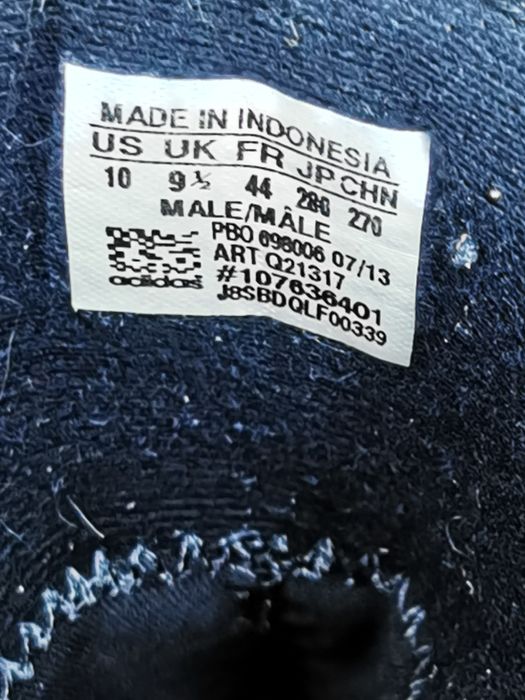 MADE IN INDONESIA
US UK FR JP CHN
10 9½ 44 280 270
MALE/MÂLE
PBO 698006 07/13
ART Q21317
#107636401
adidas J8SBDQLF00339